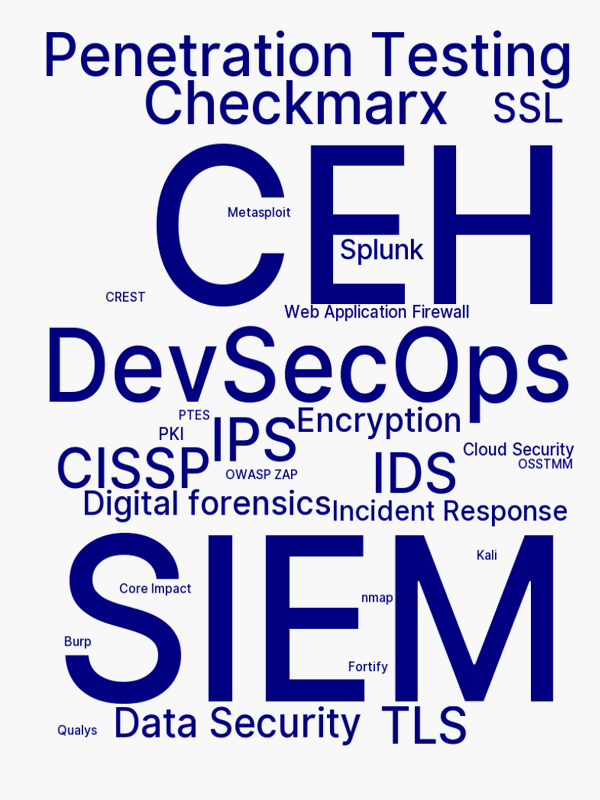 Penetration Testing
Checkmarx
SSL
CEH
Metasploit
Splunk
CREST
Web Application Firewall
DevSecOps
PTES
Encryption
PKI
IPS
Cloud Security
CISSP
OWASP ZAP
IDS
OSSTMM
Digital forensics
Incident Response
SIEM
Kali
Core Impact
nmap
Burp
Fortify
Qualys
Data Security
TLS